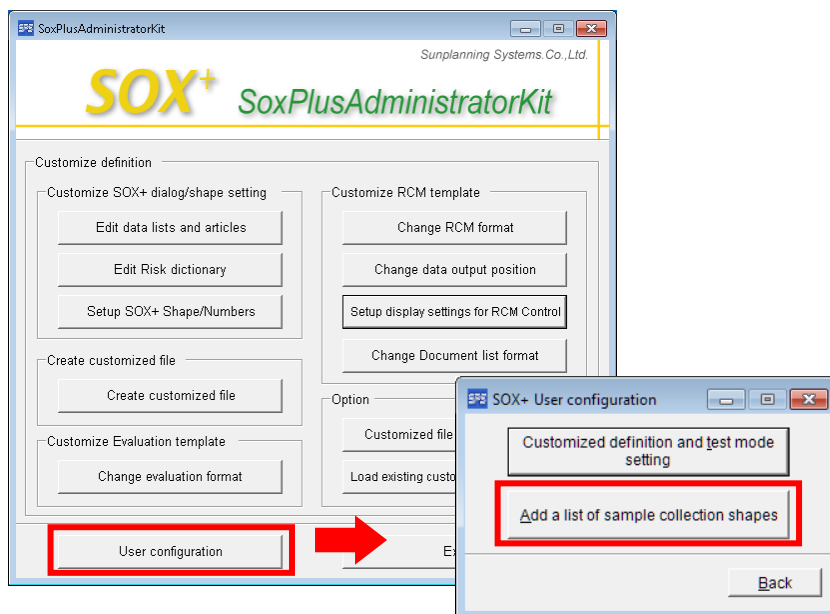 SPS SoxPlusAdministratorKit
Sunplanning Systems.Co.,Ltd.
SOX+ SoxPlusAdministratorKit
Customize definition
Customize SOX+ dialog/shape setting
Edit data lists and articles
Edit Risk dictionary
Setup SOX+ Shape/Numbers
Create customized file
Create customized file
Customize Evaluation template
Change evaluation format
Customize RCM template
Change RCM format
Change data output position
Setup display settings for RCM Control
Change Document list format
Option
Customized file
Load existing custo
User configuration
E
SPS SOX+ User configuration
Customized definition and test mode
setting
Add a list of sample collection shapes
Back